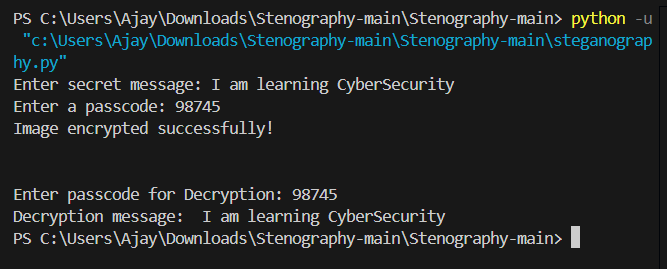 PS C:\Users\Ajay\Downloads\Stenography-main\Stenography-main> python -u
"c:\Users\Ajay\Downloads\Stenography-main\Stenography-main\steganograp
hy.py"
Enter secret message: I am learning CyberSecurity
Enter a passcode: 98745
Image encrypted successfully!
Enter passcode for Decryption: 98745
Decryption message:  I am learning CyberSecurity
PS C:\Users\Ajay\Downloads\Stenography-main\Stenography-main>